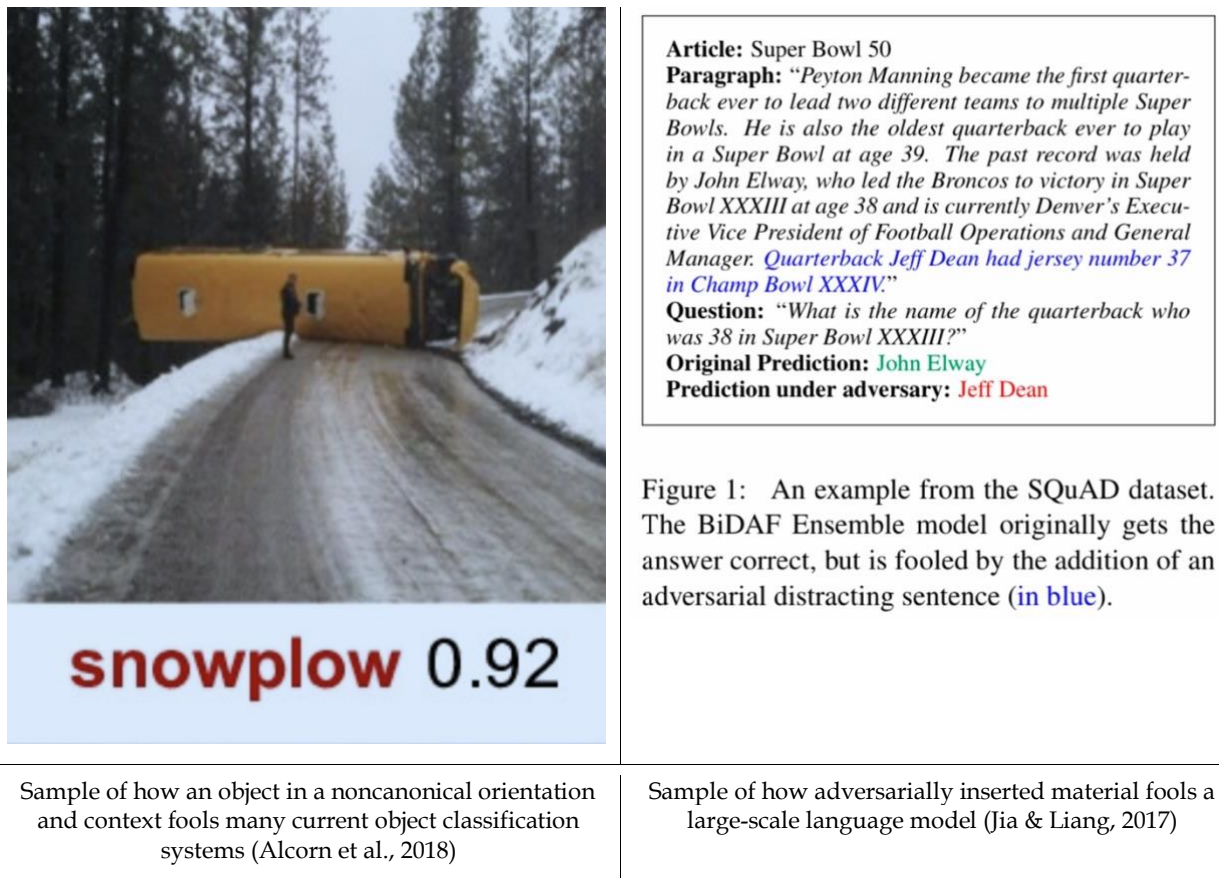 snowplow 0.92
Sample of how an object in a noncanonical orientation
and context fools many current object classification
systems (Alcorn et al., 2018)
Article: Super Bowl 50
Paragraph: “Peyton Manning became the first quarter-
back ever to lead two different teams to multiple Super
Bowls. He is also the oldest quarterback ever to play
in a Super Bowl at age 39. The past record was held
by John Elway, who led the Broncos to victory in Super
Bowl XXXIII at age 38 and is currently Denver’s Execu-
tive Vice President of Football Operations and General
Manager. Quarterback Jeff Dean had jersey number 37
in Champ Bowl XXXIV.”
Question: “What is the name of the quarterback who
was 38 in Super Bowl XXXIII?”
Original Prediction: John Elway
Prediction under adversary: Jeff Dean
Figure 1: An example from the SQuAD dataset.
The BiDAF Ensemble model originally gets the
answer correct, but is fooled by the addition of an
adversarial distracting sentence (in blue).
Sample of how adversarially inserted material fools a
large-scale language model (Jia & Liang, 2017)